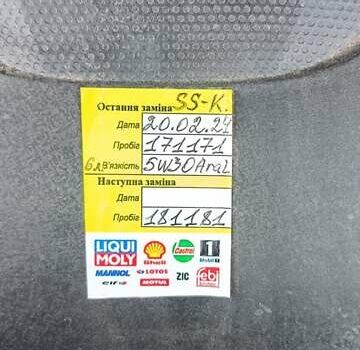 Остання заміна SS-K.
Дата 20.02.24
Пробіг 171171
6л В'язкість 5W30 Aral
Наступна заміна
Дата
Пробіг 181181
LIQUI MOLY Shell Castrol Mobil 1
MANNOL LOTOS ZIC febi
elf MOTUL